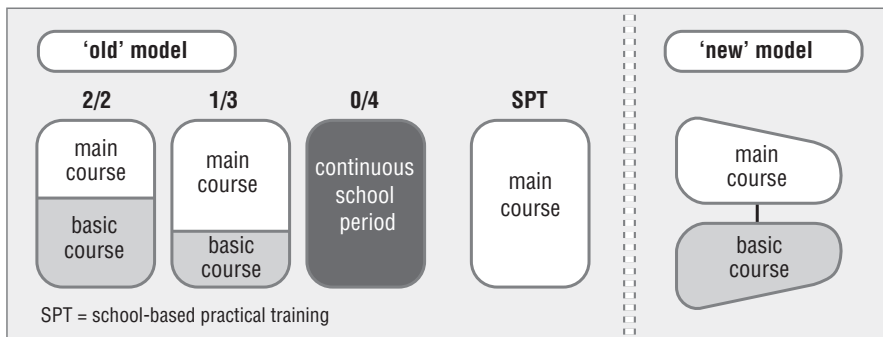 ‘old’ model
‘new’ model
2/2
1/3
0/4
SPT
main
course
basic
course
main
course
basic
course
continuous
school
period
main
course
main
course
basic
course
SPT = school-based practical training